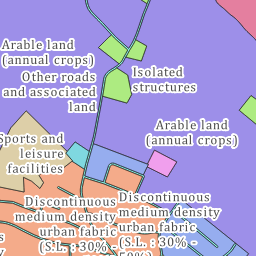 Arable land
(annual crops)
Other roads
and associated
land
Isolated
structures
Arable land
(annual crops)
Sports and
leisure
facilities
Discontinuous
medium density
urban fabric
(S.L. : 30% -
Discontinuous
medium density
urban fabric
(S.L. : 30% -
50%)